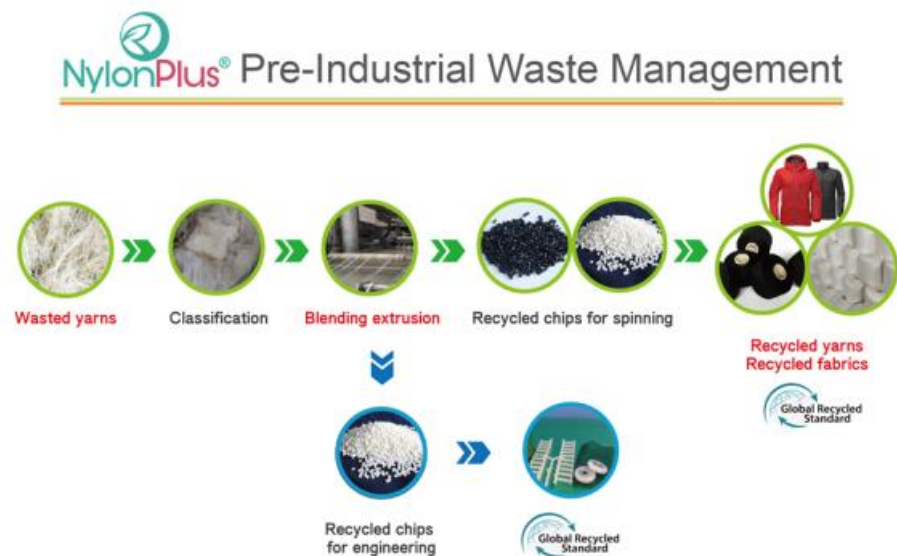 NylonPlus® Pre-Industrial Waste Management
Wasted yarns
Classification
Blending extrusion
Recycled chips for spinning
Recycled yarns
Recycled fabrics
Global Recycled
Standard
Recycled chips
for engineering
Global Recycled
Standard